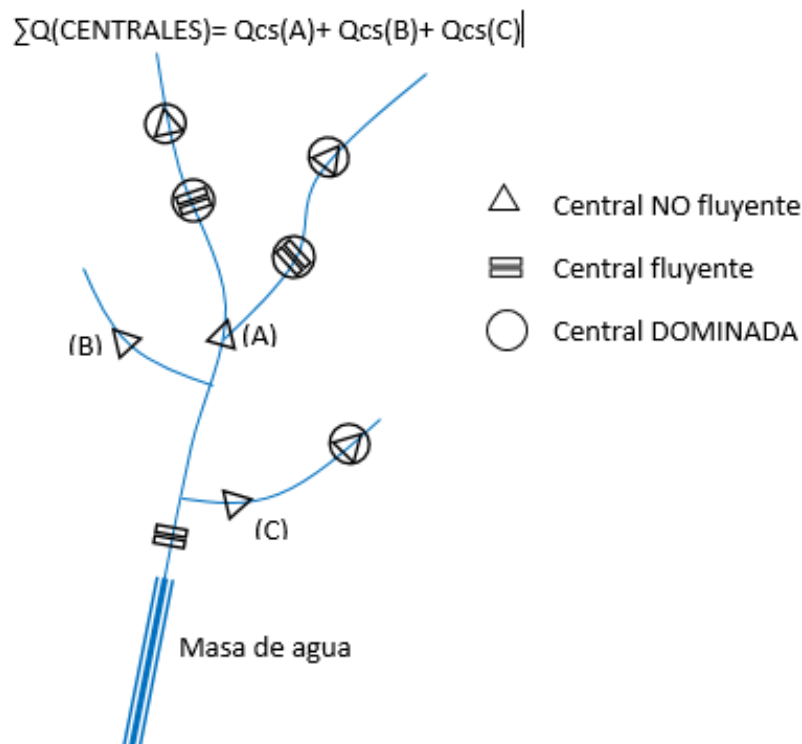 ∑Q(CENTRALES)= Qcs(A)+ Qcs(B)+ Qcs(C)
Central NO fluyente
Central fluyente
(A)
(B)
Central DOMINADA
(C)
Masa de agua